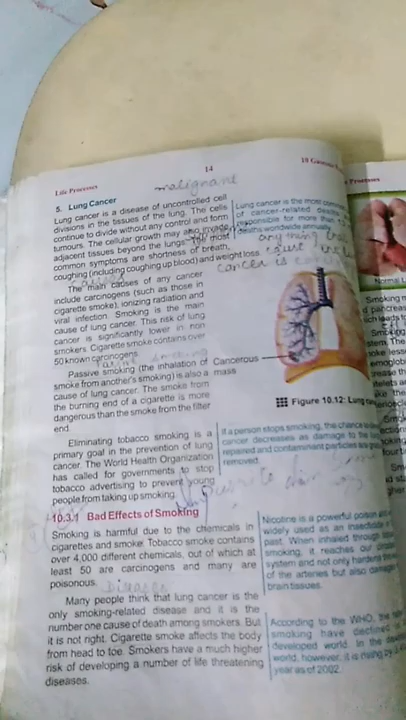 14
Life Processes
malignant
5. Lung Cancer
Lung cancer is a disease of uncontrolled cell
divisions in the tissues of the lung. The cells
continue to divide without any control and form
tumours. The cellular growth may also invade
adjacent tissues beyond the lungs. The most
common symptoms are shortness of breath,
coughing (including coughing up blood) and weight loss
Lung cancer is the most common
of cancer-related deaths
responsible for more than 1.3
deaths worldwide annually.
any thing that
cause
cancer is
The main causes of any cancer
include carcinogens (such as those in
cigarette smoke), ionizing radiation and
viral infection. Smoking is the main
cause of lung cancer. This risk of lung
cancer is significantly lower in non
smokers. Cigarette smoke contains over
50 known carcinogens.
smoking
Passive smoking (the inhalation of
smoke from another's smoking) is also a
cause of lung cancer. The smoke from
the burning end of a cigarette is more
dangerous than the smoke from the filter
end.
Cancerous
mass
Figure 10.12: Lung
Eliminating tobacco smoking is a
primary goal in the prevention of lung
cancer. The World Health Organization
has called for governments to stop
tobacco advertising to prevent young
people from taking up smoking.
If a person stops smoking, the chance
cancer decreases as damage to the
repaired and contaminant particles are
removed.
10.3.1 Bad Effects of Smoking
Smoking is harmful due to the chemicals in
cigarettes and smoke. Tobacco smoke contains
over 4,000 different chemicals, out of which at
least 50 are carcinogens and many are
poisonous.
Diseases
Nicotine is a powerful poison
widely used as an insecticide
past. When inhaled through
smoking, it reaches our
system and not only hardens
of the arteries but also damages
brain tissues.
Many people think that lung cancer is the
only smoking-related disease and it is the
number one cause of death among smokers. But
it is not right. Cigarette smoke affects the body
from head to toe. Smokers have a much higher
risk of developing a number of life threatening
diseases.
According to the WHO, the
smoking have declined
developed world. In the
world, however, it is rising by
year as of 2002.